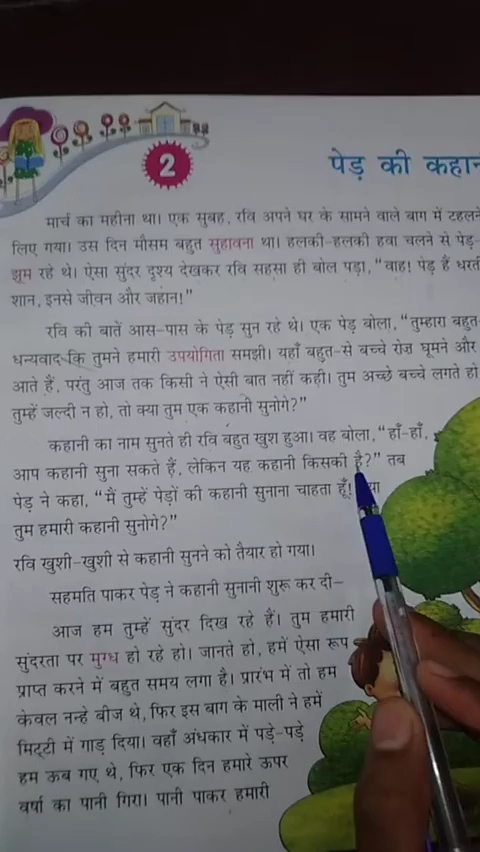 2
पेड़ की कहानी
मार्च का महीना था। एक सुबह, रवि अपने घर के सामने वाले बाग में टहलने
लिए गया। उस दिन मौसम बहुत सुहावना था। हलकी-हलकी हवा चलने से पेड़-
झूम रहे थे। ऐसा सुंदर दृश्य देखकर रवि सहसा ही बोल पड़ा, “वाह! पेड़ हैं धरती
शान, इनसे जीवन और जहान!”
रवि की बातें आस-पास के पेड़ सुन रहे थे। एक पेड़ बोला, “तुम्हारा बहुत-
धन्यवाद कि तुमने हमारी उपयोगिता समझी। यहाँ बहुत-से बच्चे रोज़ घूमने और
आते हैं, परंतु आज तक किसी ने ऐसी बात नहीं कही। तुम अच्छे बच्चे लगते हो
तुम्हें जल्दी न हो, तो क्या तुम एक कहानी सुनोगे?”
कहानी का नाम सुनते ही रवि बहुत खुश हुआ। वह बोला, “हाँ-हाँ,
आप कहानी सुना सकते हैं, लेकिन यह कहानी किसकी है?” तब
पेड़ ने कहा, “मैं तुम्हें पेड़ों की कहानी सुनाना चाहता हूँ!
तुम हमारी कहानी सुनोगे?”
रवि खुशी-खुशी से कहानी सुनने को तैयार हो गया।
सहमति पाकर पेड़ ने कहानी सुनानी शुरू कर दी–
आज हम तुम्हें सुंदर दिख रहे हैं। तुम हमारी
सुंदरता पर मुग्ध हो रहे हो। जानते हो, हमें ऐसा रूप
प्राप्त करने में बहुत समय लगा है। प्रारंभ में तो हम
केवल नन्हे बीज थे, फिर इस बाग के माली ने हमें
मिट्टी में गाड़ दिया। वहाँ अंधकार में पड़े-पड़े
हम ऊब गए थे, फिर एक दिन हमारे ऊपर
वर्षा का पानी गिरा। पानी पाकर हमारी